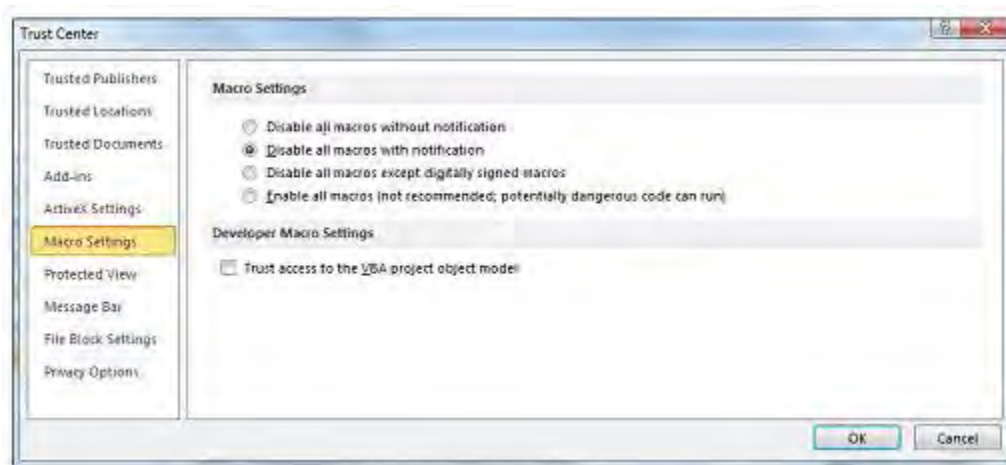 Trust Center
Trusted Publishers
Trusted Locations
Trusted Documents
Add-ins
ActiveX Settings
Macro Settings
Protected View
Message Bar
File Block Settings
Privacy Options
Macro Settings
Disable all macros without notification
Disable all macros with notification
Disable all macros except digitally signed macros
Enable all macros (not recommended; potentially dangerous code can run)
Developer Macro Settings
Trust access to the VBA project object model
OK
Cancel